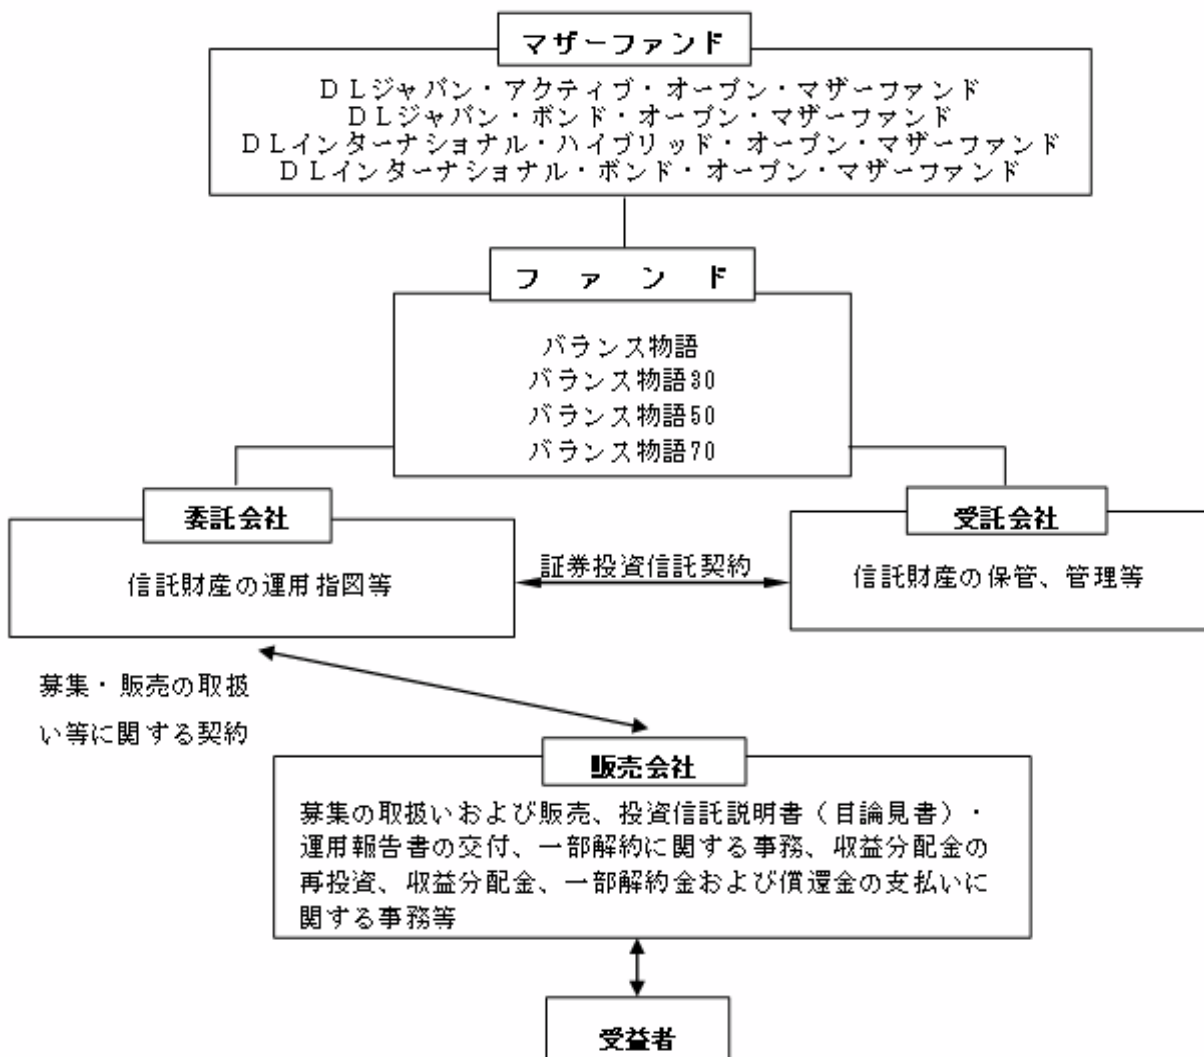 マザーファンド
ＤＬジャパン・アクティブ・オープン・マザーファンド
ＤＬジャパン・ボンド・オープン・マザーファンド
ＤＬインターナショナル・ハイブリッド・オープン・マザーファンド
ＤＬインターナショナル・ボンド・オープン・マザーファンド
フ ァ ン ド
バランス物語
バランス物語30
バランス物語50
バランス物語70
委託会社
受託会社
信託財産の運用指図等
証券投資信託契約
信託財産の保管、管理等
募集・販売の取扱
い等に関する契約
販売会社
募集の取扱いおよび販売、投資信託説明書（目論見書）・
運用報告書の交付、一部解約に関する事務、収益分配金の
再投資、収益分配金、一部解約金および償還金の支払いに
関する事務等
受益者